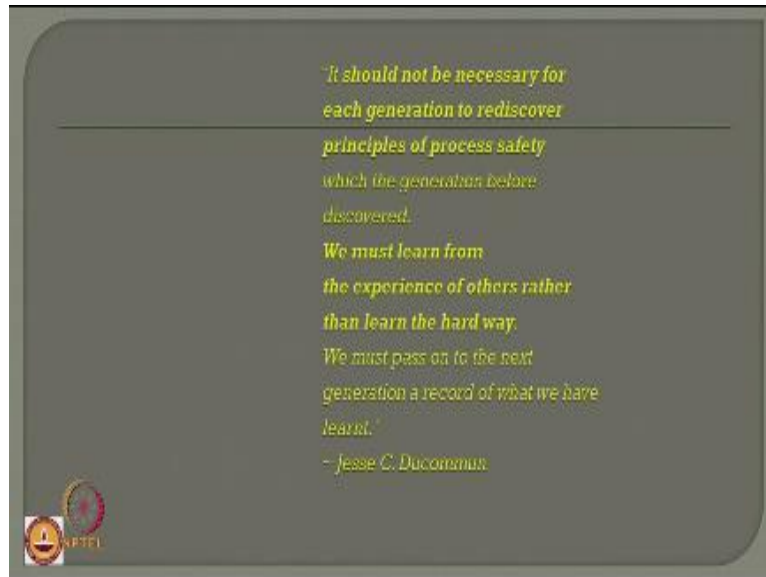 "It should not be necessary for
each generation to rediscover
principles of process safety
which the generation before
discovered.
We must learn from
the experience of others rather
than learn the hard way.
We must pass on to the next
generation a record of what we have
learnt."
– Jesse C. Ducommun
NPTEL